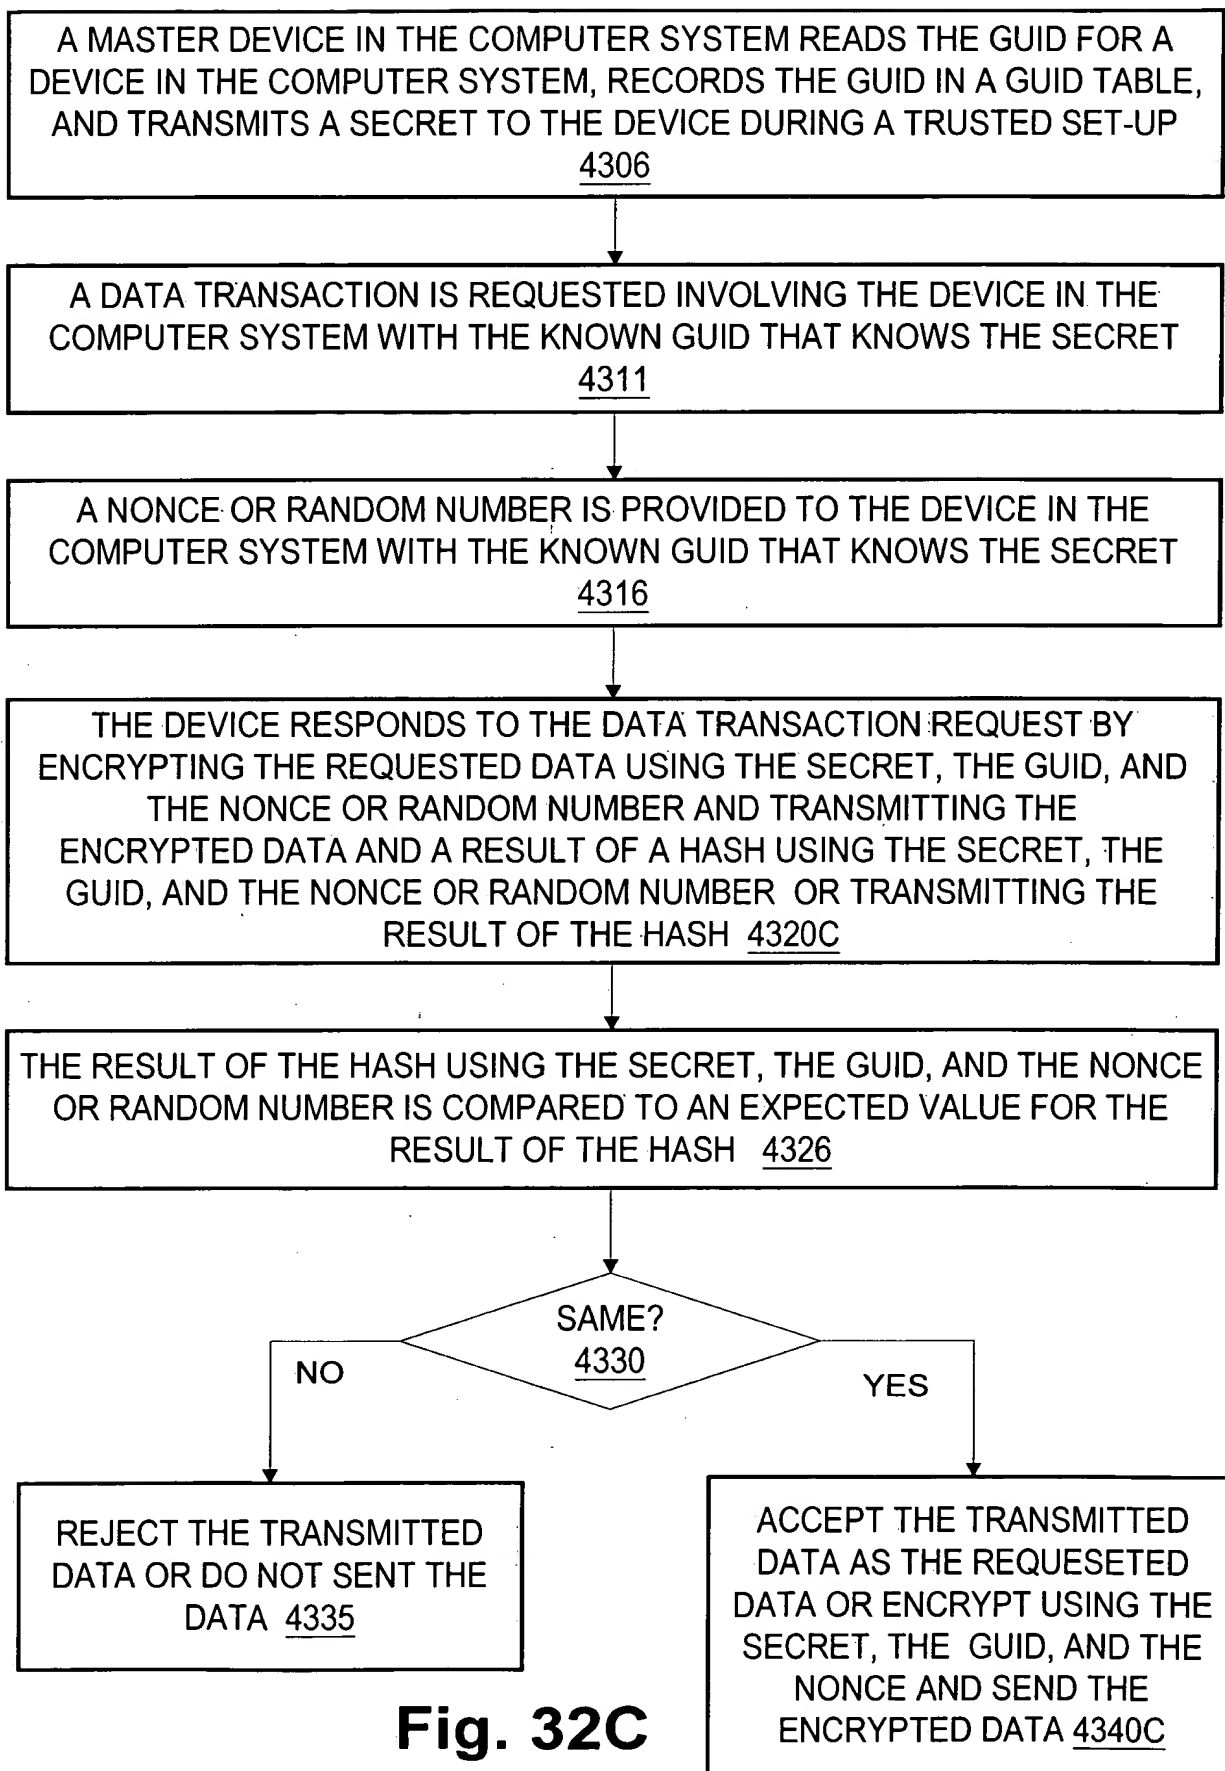 A MASTER DEVICE IN THE COMPUTER SYSTEM READS THE GUID FOR A
DEVICE IN THE COMPUTER SYSTEM, RECORDS THE GUID IN A GUID TABLE,
AND TRANSMITS A SECRET TO THE DEVICE DURING A TRUSTED SET-UP
4306
A DATA TRANSACTION IS REQUESTED INVOLVING THE DEVICE IN THE
COMPUTER SYSTEM WITH THE KNOWN GUID THAT KNOWS THE SECRET
4311
A NONCE OR RANDOM NUMBER IS PROVIDED TO THE DEVICE IN THE
COMPUTER SYSTEM WITH THE KNOWN GUID THAT KNOWS THE SECRET
4316
THE DEVICE RESPONDS TO THE DATA TRANSACTION REQUEST BY
ENCRYPTING THE REQUESTED DATA USING THE SECRET, THE GUID, AND
THE NONCE OR RANDOM NUMBER AND TRANSMITTING THE
ENCRYPTED DATA AND A RESULT OF A HASH USING THE SECRET, THE
GUID, AND THE NONCE OR RANDOM NUMBER OR TRANSMITTING THE
RESULT OF THE HASH 4320C
THE RESULT OF THE HASH USING THE SECRET, THE GUID, AND THE NONCE
OR RANDOM NUMBER IS COMPARED TO AN EXPECTED VALUE FOR THE
RESULT OF THE HASH 4326
SAME?
4330
NO
YES
REJECT THE TRANSMITTED
DATA OR DO NOT SENT THE
DATA 4335
ACCEPT THE TRANSMITTED
DATA AS THE REQUESETED
DATA OR ENCRYPT USING THE
SECRET, THE GUID, AND THE
NONCE AND SEND THE
ENCRYPTED DATA 4340C
Fig. 32C